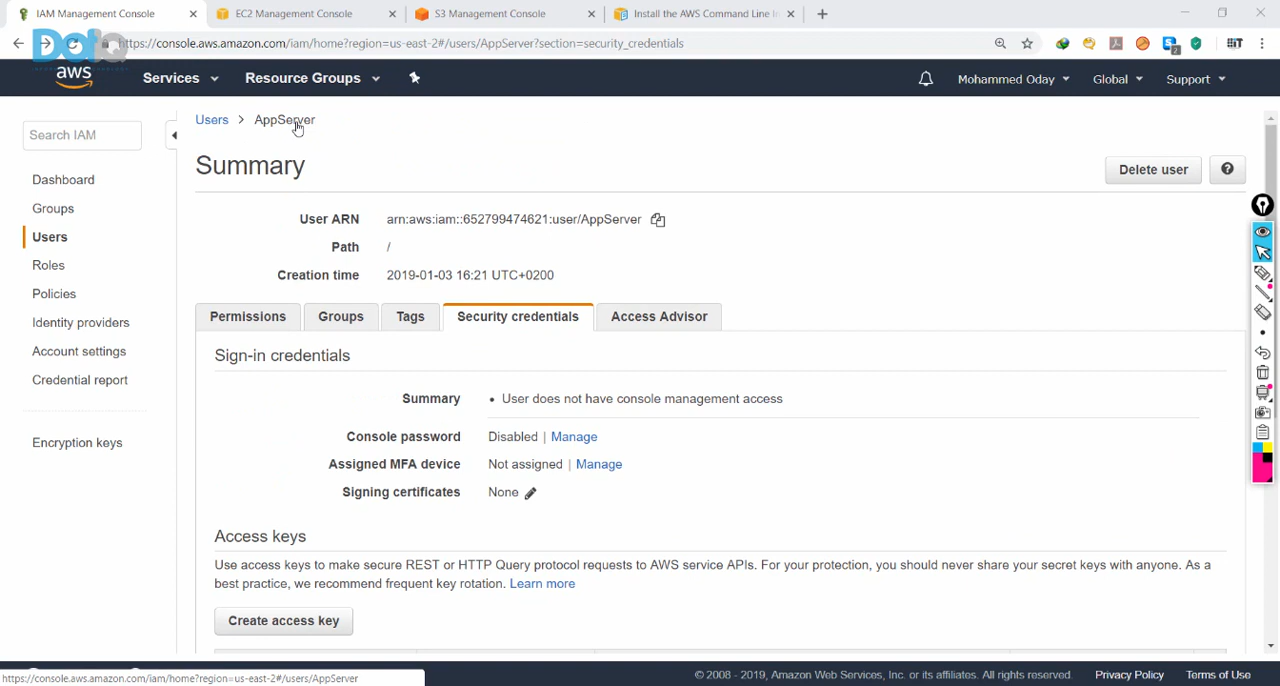 IAM Management Console
EC2 Management Console
S3 Management Console
Install the AWS Command Line In
https://console.aws.amazon.com/iam/home?region=us-east-2#/users/AppServer?section=security_credentials
aws
Services
Resource Groups
Mohammed Oday
Global
Support
Search IAM
Dashboard
Groups
Users
Roles
Policies
Identity providers
Account settings
Credential report
Encryption keys
Users > AppServer
Summary
Delete user
User ARN arn:aws:iam::652799474621:user/AppServer
Path /
Creation time 2019-01-03 16:21 UTC+0200
Permissions
Groups
Tags
Security credentials
Access Advisor
Sign-in credentials
Summary • User does not have console management access
Console password Disabled | Manage
Assigned MFA device Not assigned | Manage
Signing certificates None
Access keys
Use access keys to make secure REST or HTTP Query protocol requests to AWS service APIs. For your protection, you should never share your secret keys with anyone. As a
best practice, we recommend frequent key rotation. Learn more
Create access key
https://console.aws.amazon.com/iam/home?region=us-east-2#/users/AppServer
© 2008 - 2019, Amazon Web Services, Inc. or its affiliates. All rights reserved.
Privacy Policy
Terms of Use